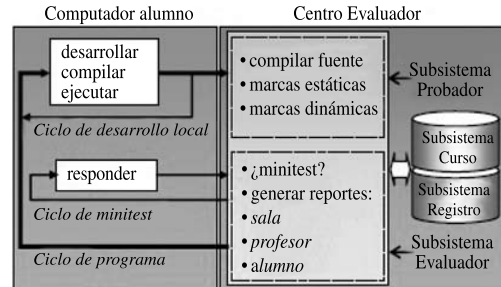 Computador alumno
Centro Evaluador
desarrollar
compilar
ejecutar
Ciclo de desarrollo local
responder
Ciclo de minitest
Ciclo de programa
• compilar fuente
• marcas estáticas
• marcas dinámicas
• ¿minitest?
• generar reportes:
• sala
• profesor
• alumno
Subsistema
Probador
Subsistema
Curso
Subsistema
Registro
Subsistema
Evaluador